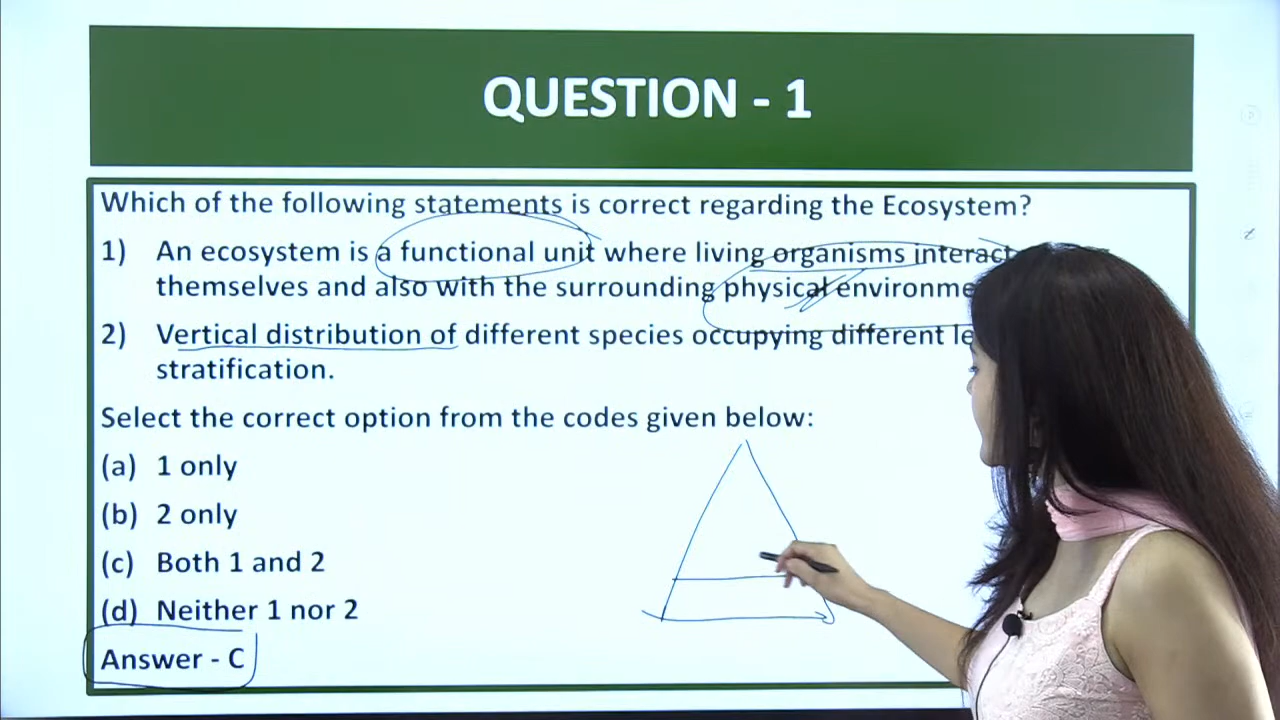 QUESTION - 1
Which of the following statements is correct regarding the Ecosystem?
1) An ecosystem is a functional unit where living organisms interact
themselves and also with the surrounding physical
2) Vertical distribution of different species occupying different
stratification.
Select the correct option from the codes given below:
(a) 1 only
(b) 2 only
(c) Both 1 and 2
(d) Neither 1 nor 2
Answer - C